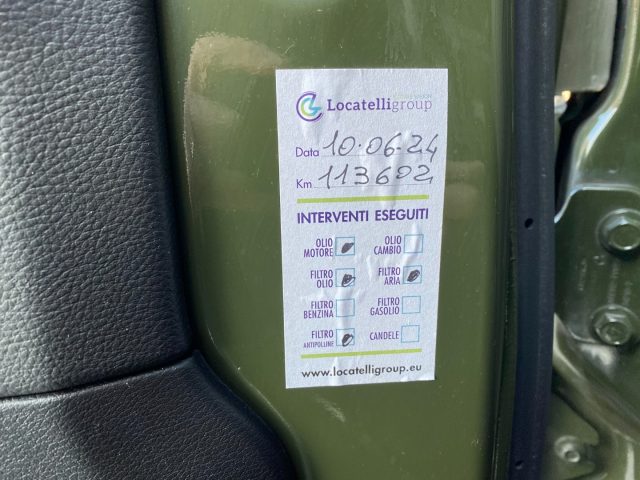 Locatelligroup
Data 10·06·24
Km 113602
INTERVENTI ESEGUITI
OLIO MOTORE
OLIO CAMBIO
FILTRO OLIO
FILTRO ARIA
FILTRO BENZINA
FILTRO GASOLIO
FILTRO ANTIPOLLINE
CANDELE
www.locatelligroup.eu